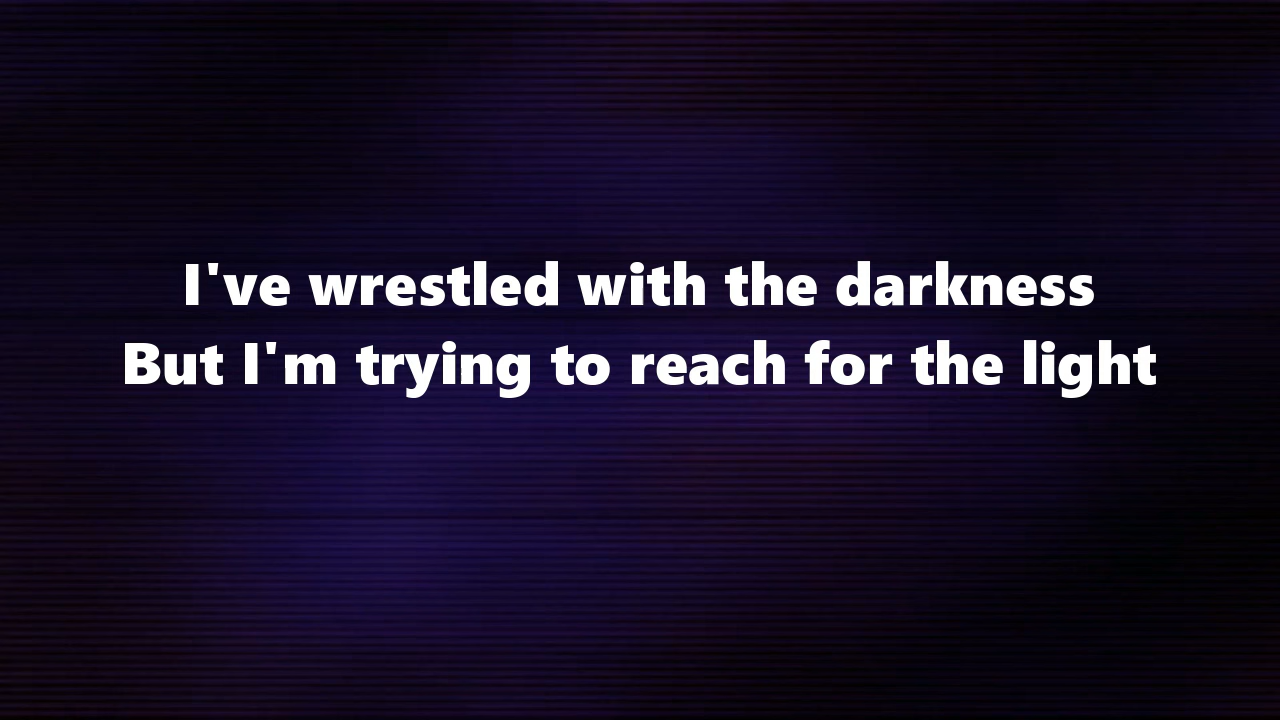 I've wrestled with the darkness
But I'm trying to reach for the light